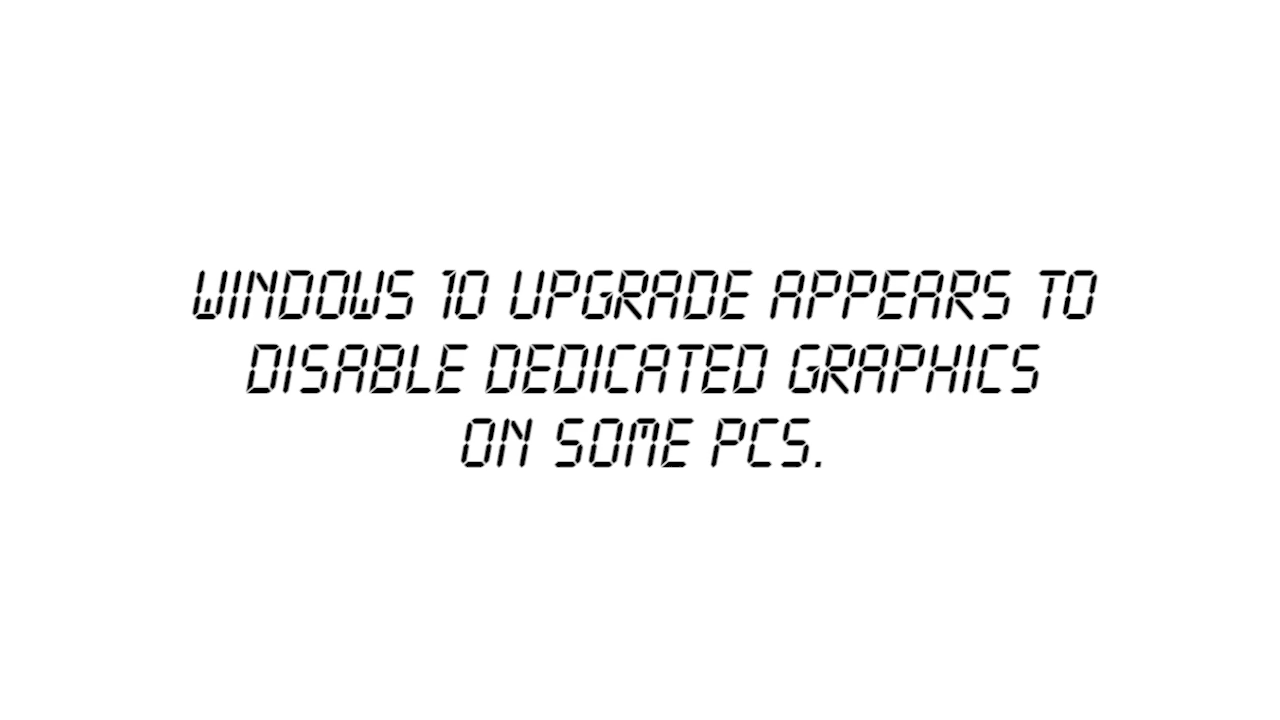 WINDOWS 10 UPGRADE APPEARS TO
DISABLE DEDICATED GRAPHICS
ON SOME PCS.